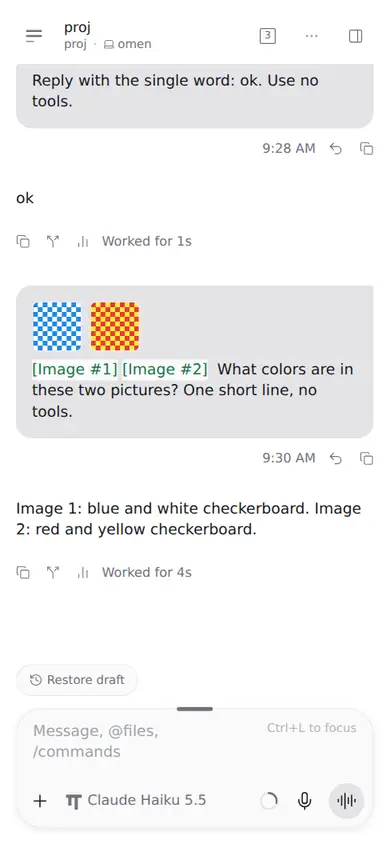 proj
proj · omen
3
Reply with the single word: ok. Use no
tools.
9:28 AM
ok
Worked for 1s
[Image #1] [Image #2] What colors are in
these two pictures? One short line, no
tools.
9:30 AM
Image 1: blue and white checkerboard. Image
2: red and yellow checkerboard.
Worked for 4s
Restore draft
Message, @files,
/commands
Ctrl+L to focus
Claude Haiku 5.5